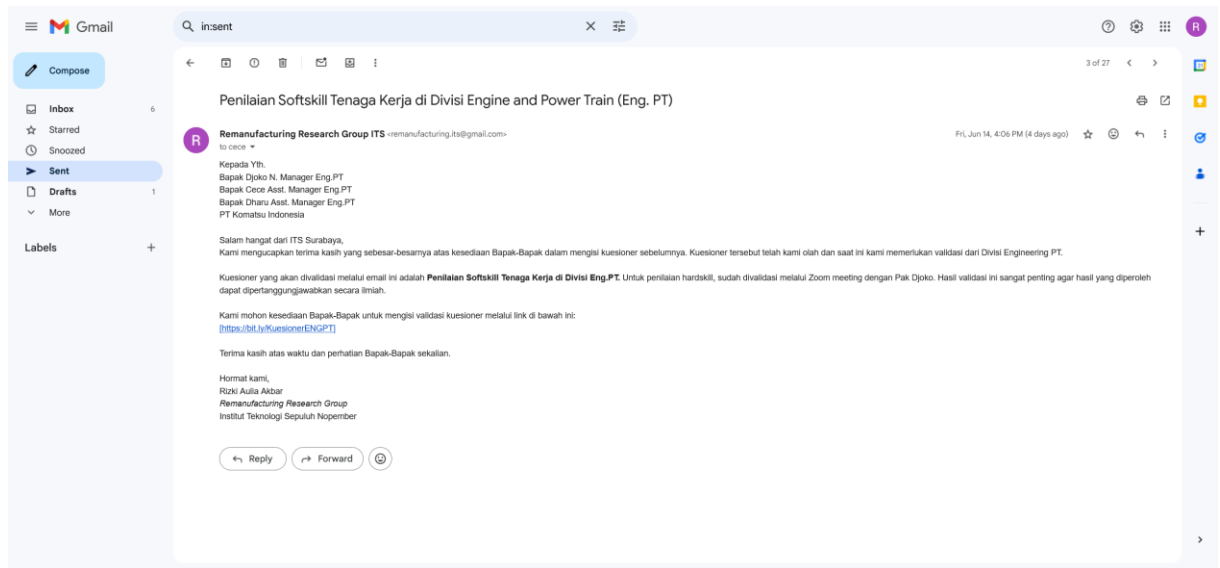 Gmail
in:sent
R
Compose
3 of 27
Inbox 6
Starred
Snoozed
Sent
Drafts 1
More
Labels
Penilaian Softskill Tenaga Kerja di Divisi Engine and Power Train (Eng. PT)
R
Remanufacturing Research Group ITS <remanufacturing.its@gmail.com>
Fri, Jun 14, 4:06 PM (4 days ago)
to cece
Kepada Yth.
Bapak Djoko N. Manager Eng.PT
Bapak Cece Asst. Manager Eng.PT
Bapak Dharu Asst. Manager Eng.PT
PT Komatsu Indonesia
Salam hangat dari ITS Surabaya,
Kami mengucapkan terima kasih yang sebesar-besarnya atas kesediaan Bapak-Bapak dalam mengisi kuesioner sebelumnya. Kuesioner tersebut telah kami olah dan saat ini kami memerlukan validasi dari Divisi Engineering PT.
Kuesioner yang akan divalidasi melalui email ini adalah Penilaian Softskill Tenaga Kerja di Divisi Eng.PT. Untuk penilaian hardskill, sudah divalidasi melalui Zoom meeting dengan Pak Djoko. Hasil validasi ini sangat penting agar hasil yang diperoleh
dapat dipertanggungjawabkan secara ilmiah.
Kami mohon kesediaan Bapak-Bapak untuk mengisi validasi kuesioner melalui link di bawah ini:
[https://bit.ly/KuesionerENGPT]
Terima kasih atas waktu dan perhatian Bapak-Bapak sekalian.
Hormat kami,
Rizki Aulia Akbar
Remanufacturing Research Group
Institut Teknologi Sepuluh Nopember
Reply
Forward